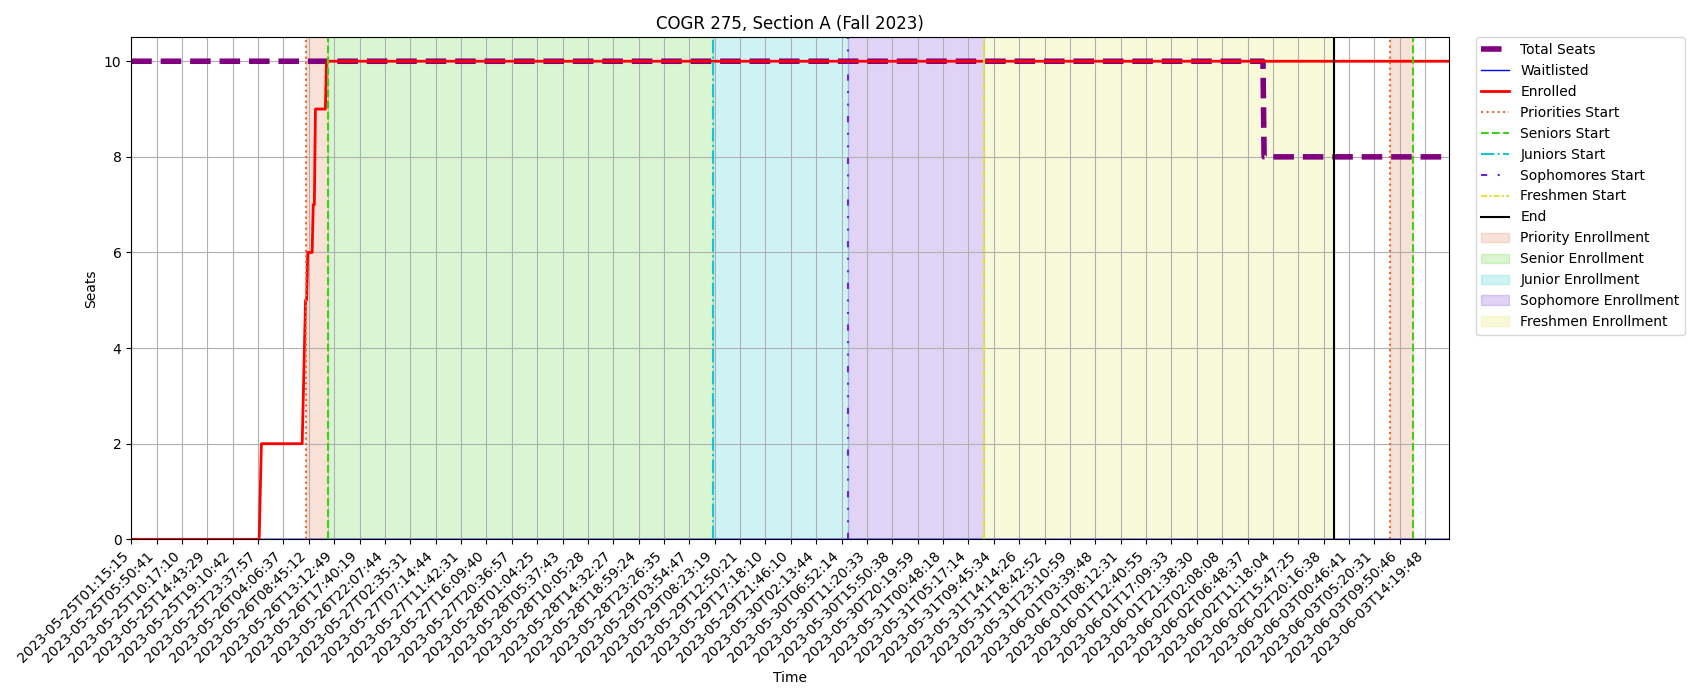 COGR 275, Section A (Fall 2023)
Seats
10
8
6
4
2
0
2023-05-25T01:15:15
2023-05-25T05:50:41
2023-05-25T10:17:10
2023-05-25T14:43:29
2023-05-25T19:10:42
2023-05-25T23:37:57
2023-05-26T04:06:37
2023-05-26T08:45:12
2023-05-26T13:12:49
2023-05-26T17:40:19
2023-05-26T22:07:44
2023-05-27T02:35:31
2023-05-27T07:14:44
2023-05-27T11:42:31
2023-05-27T16:09:40
2023-05-27T20:36:57
2023-05-28T01:04:25
2023-05-28T05:37:43
2023-05-28T10:05:28
2023-05-28T14:32:27
2023-05-28T18:59:24
2023-05-28T23:26:35
2023-05-29T03:54:47
2023-05-29T08:23:19
2023-05-29T12:50:21
2023-05-29T17:18:10
2023-05-29T21:46:10
2023-05-30T02:13:44
2023-05-30T06:52:14
2023-05-30T11:20:33
2023-05-30T15:50:38
2023-05-30T20:19:59
2023-05-31T00:48:18
2023-05-31T05:17:14
2023-05-31T09:45:34
2023-05-31T14:14:26
2023-05-31T18:42:52
2023-05-31T23:10:59
2023-06-01T03:39:48
2023-06-01T08:12:31
2023-06-01T12:40:55
2023-06-01T17:09:33
2023-06-01T21:38:30
2023-06-02T02:08:08
2023-06-02T06:48:37
2023-06-02T11:18:04
2023-06-02T15:47:25
2023-06-02T20:16:38
2023-06-03T00:46:41
2023-06-03T05:20:31
2023-06-03T09:50:46
2023-06-03T14:19:48
Time
Total Seats
Waitlisted
Enrolled
Priorities Start
Seniors Start
Juniors Start
Sophomores Start
Freshmen Start
End
Priority Enrollment
Senior Enrollment
Junior Enrollment
Sophomore Enrollment
Freshmen Enrollment